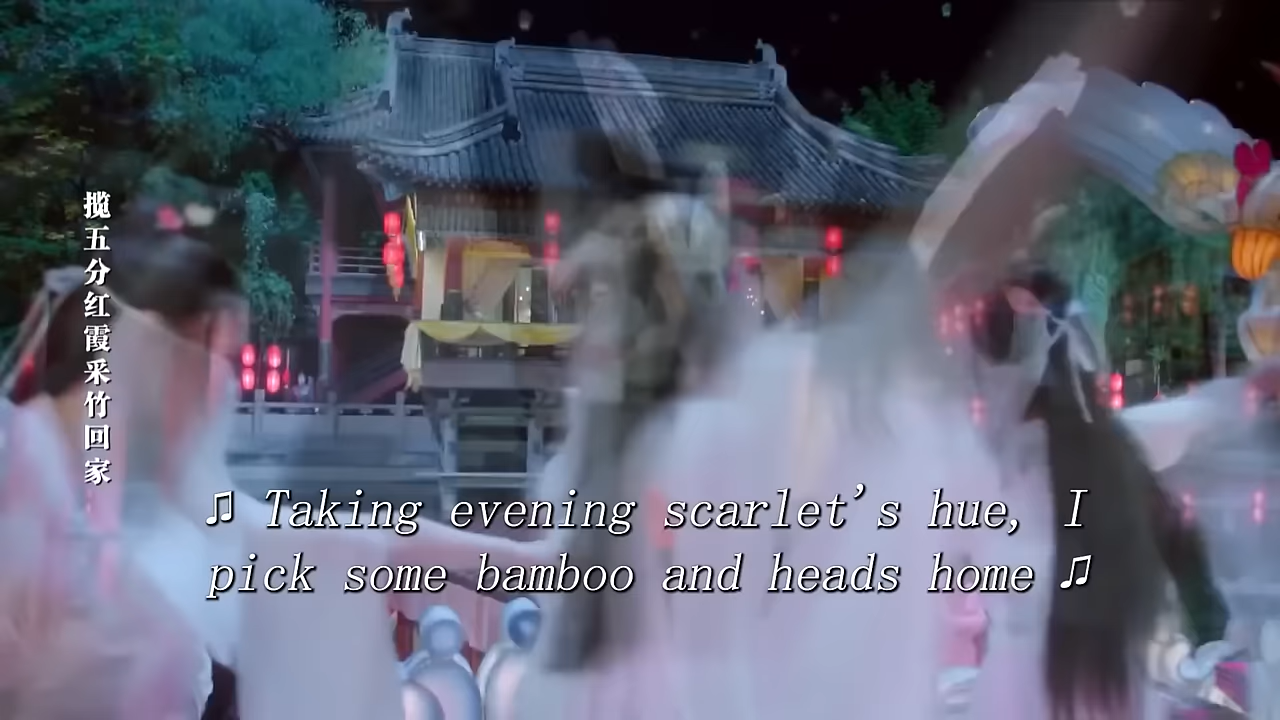 揽五分红霞采竹回家
♫ Taking evening scarlet's hue, I
pick some bamboo and heads home ♫